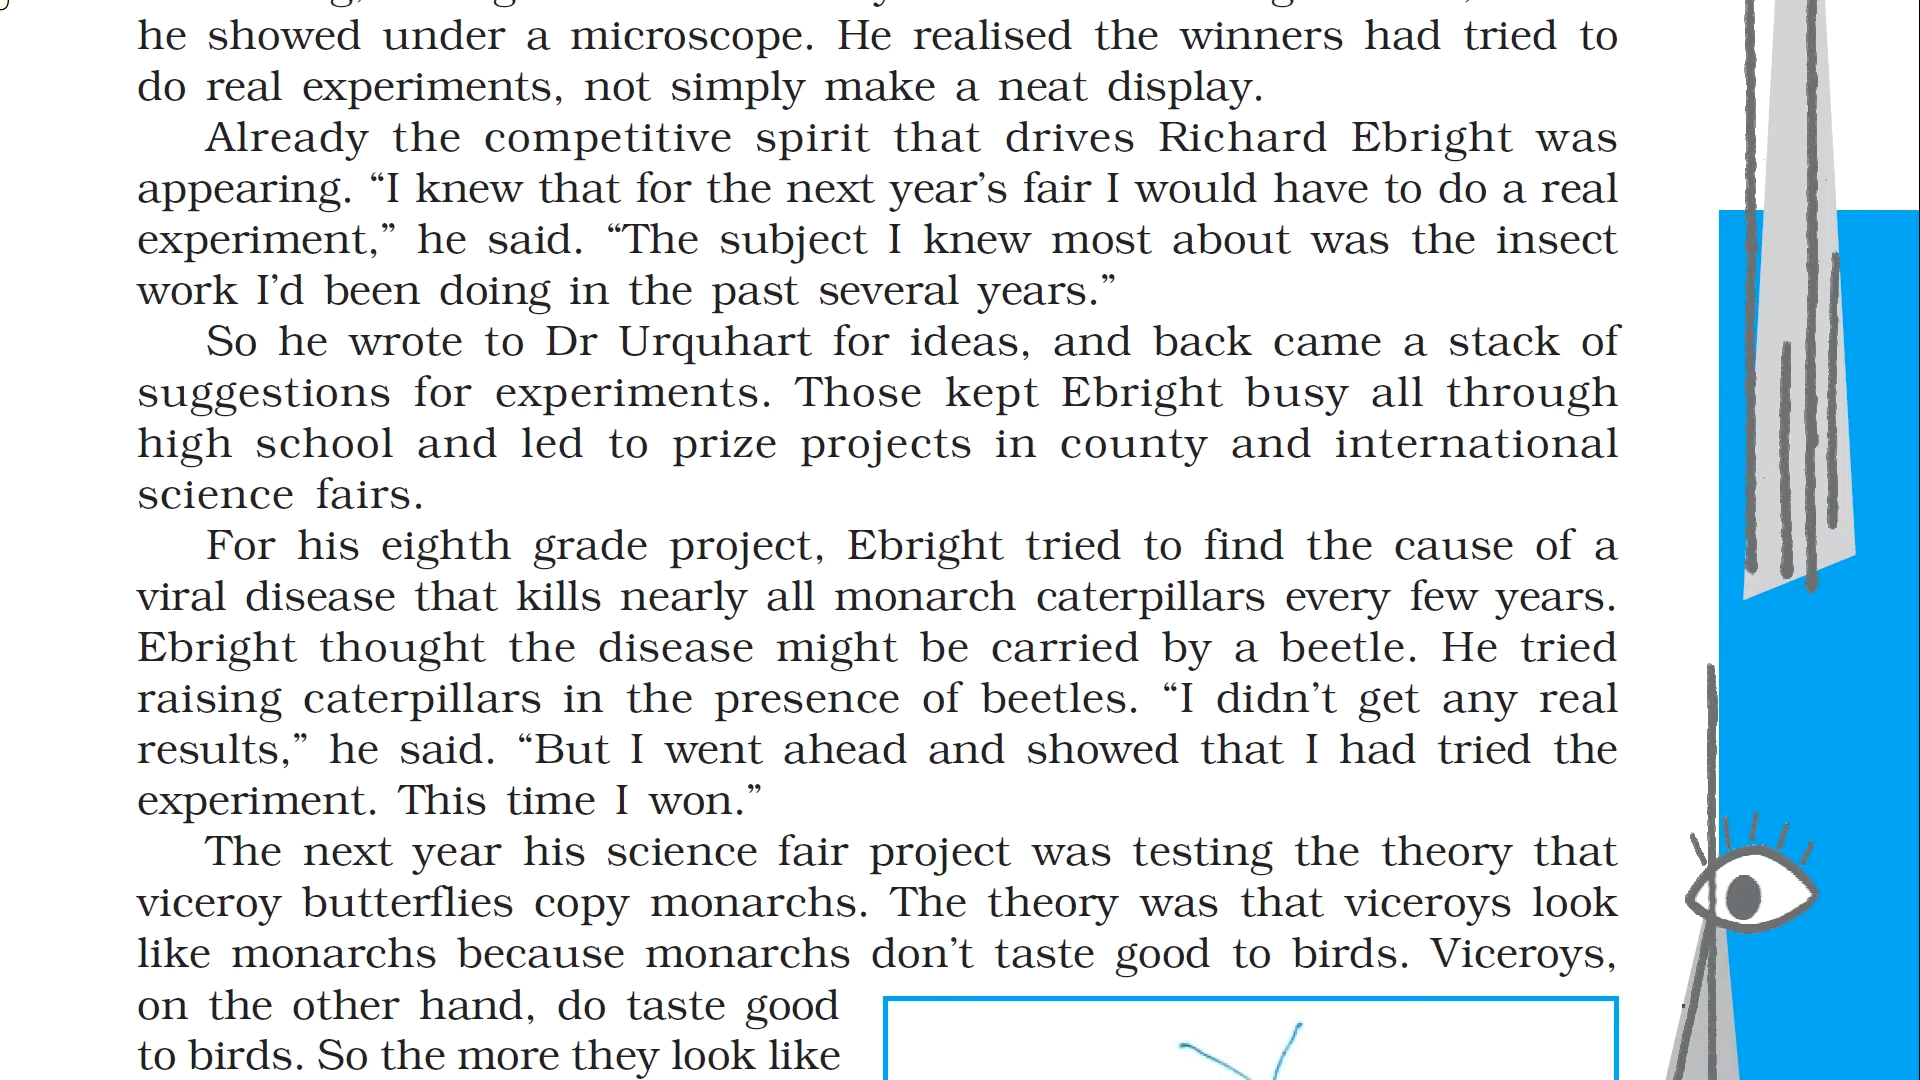 he showed under a microscope. He realised the winners had tried to
do real experiments, not simply make a neat display.
Already the competitive spirit that drives Richard Ebright was
appearing. “I knew that for the next year’s fair I would have to do a real
experiment,” he said. “The subject I knew most about was the insect
work I’d been doing in the past several years.”
So he wrote to Dr Urquhart for ideas, and back came a stack of
suggestions for experiments. Those kept Ebright busy all through
high school and led to prize projects in county and international
science fairs.
For his eighth grade project, Ebright tried to find the cause of a
viral disease that kills nearly all monarch caterpillars every few years.
Ebright thought the disease might be carried by a beetle. He tried
raising caterpillars in the presence of beetles. “I didn’t get any real
results,” he said. “But I went ahead and showed that I had tried the
experiment. This time I won.”
The next year his science fair project was testing the theory that
viceroy butterflies copy monarchs. The theory was that viceroys look
like monarchs because monarchs don’t taste good to birds. Viceroys,
on the other hand, do taste good
to birds. So the more they look like